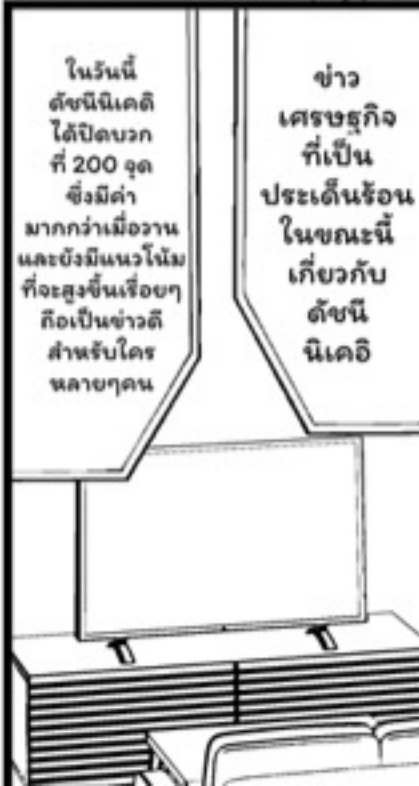 ข่าว
เศรษฐกิจ
ที่เป็น
ประเด็นร้อน
ในขณะนี้
เกี่ยวกับ
ดัชนี
นิเคอิ
ในวันนี้
ดัชนีนิเคดิ
ได้ปิดบวก
ที่ 200 จุด
ซึ่งมีค่า
มากกว่าเมื่อวาน
และยังมีแนวโน้ม
ที่จะสูงขึ้นเรื่อยๆ
ถือเป็นข่าวดี
สำหรับใคร
หลายๆคน